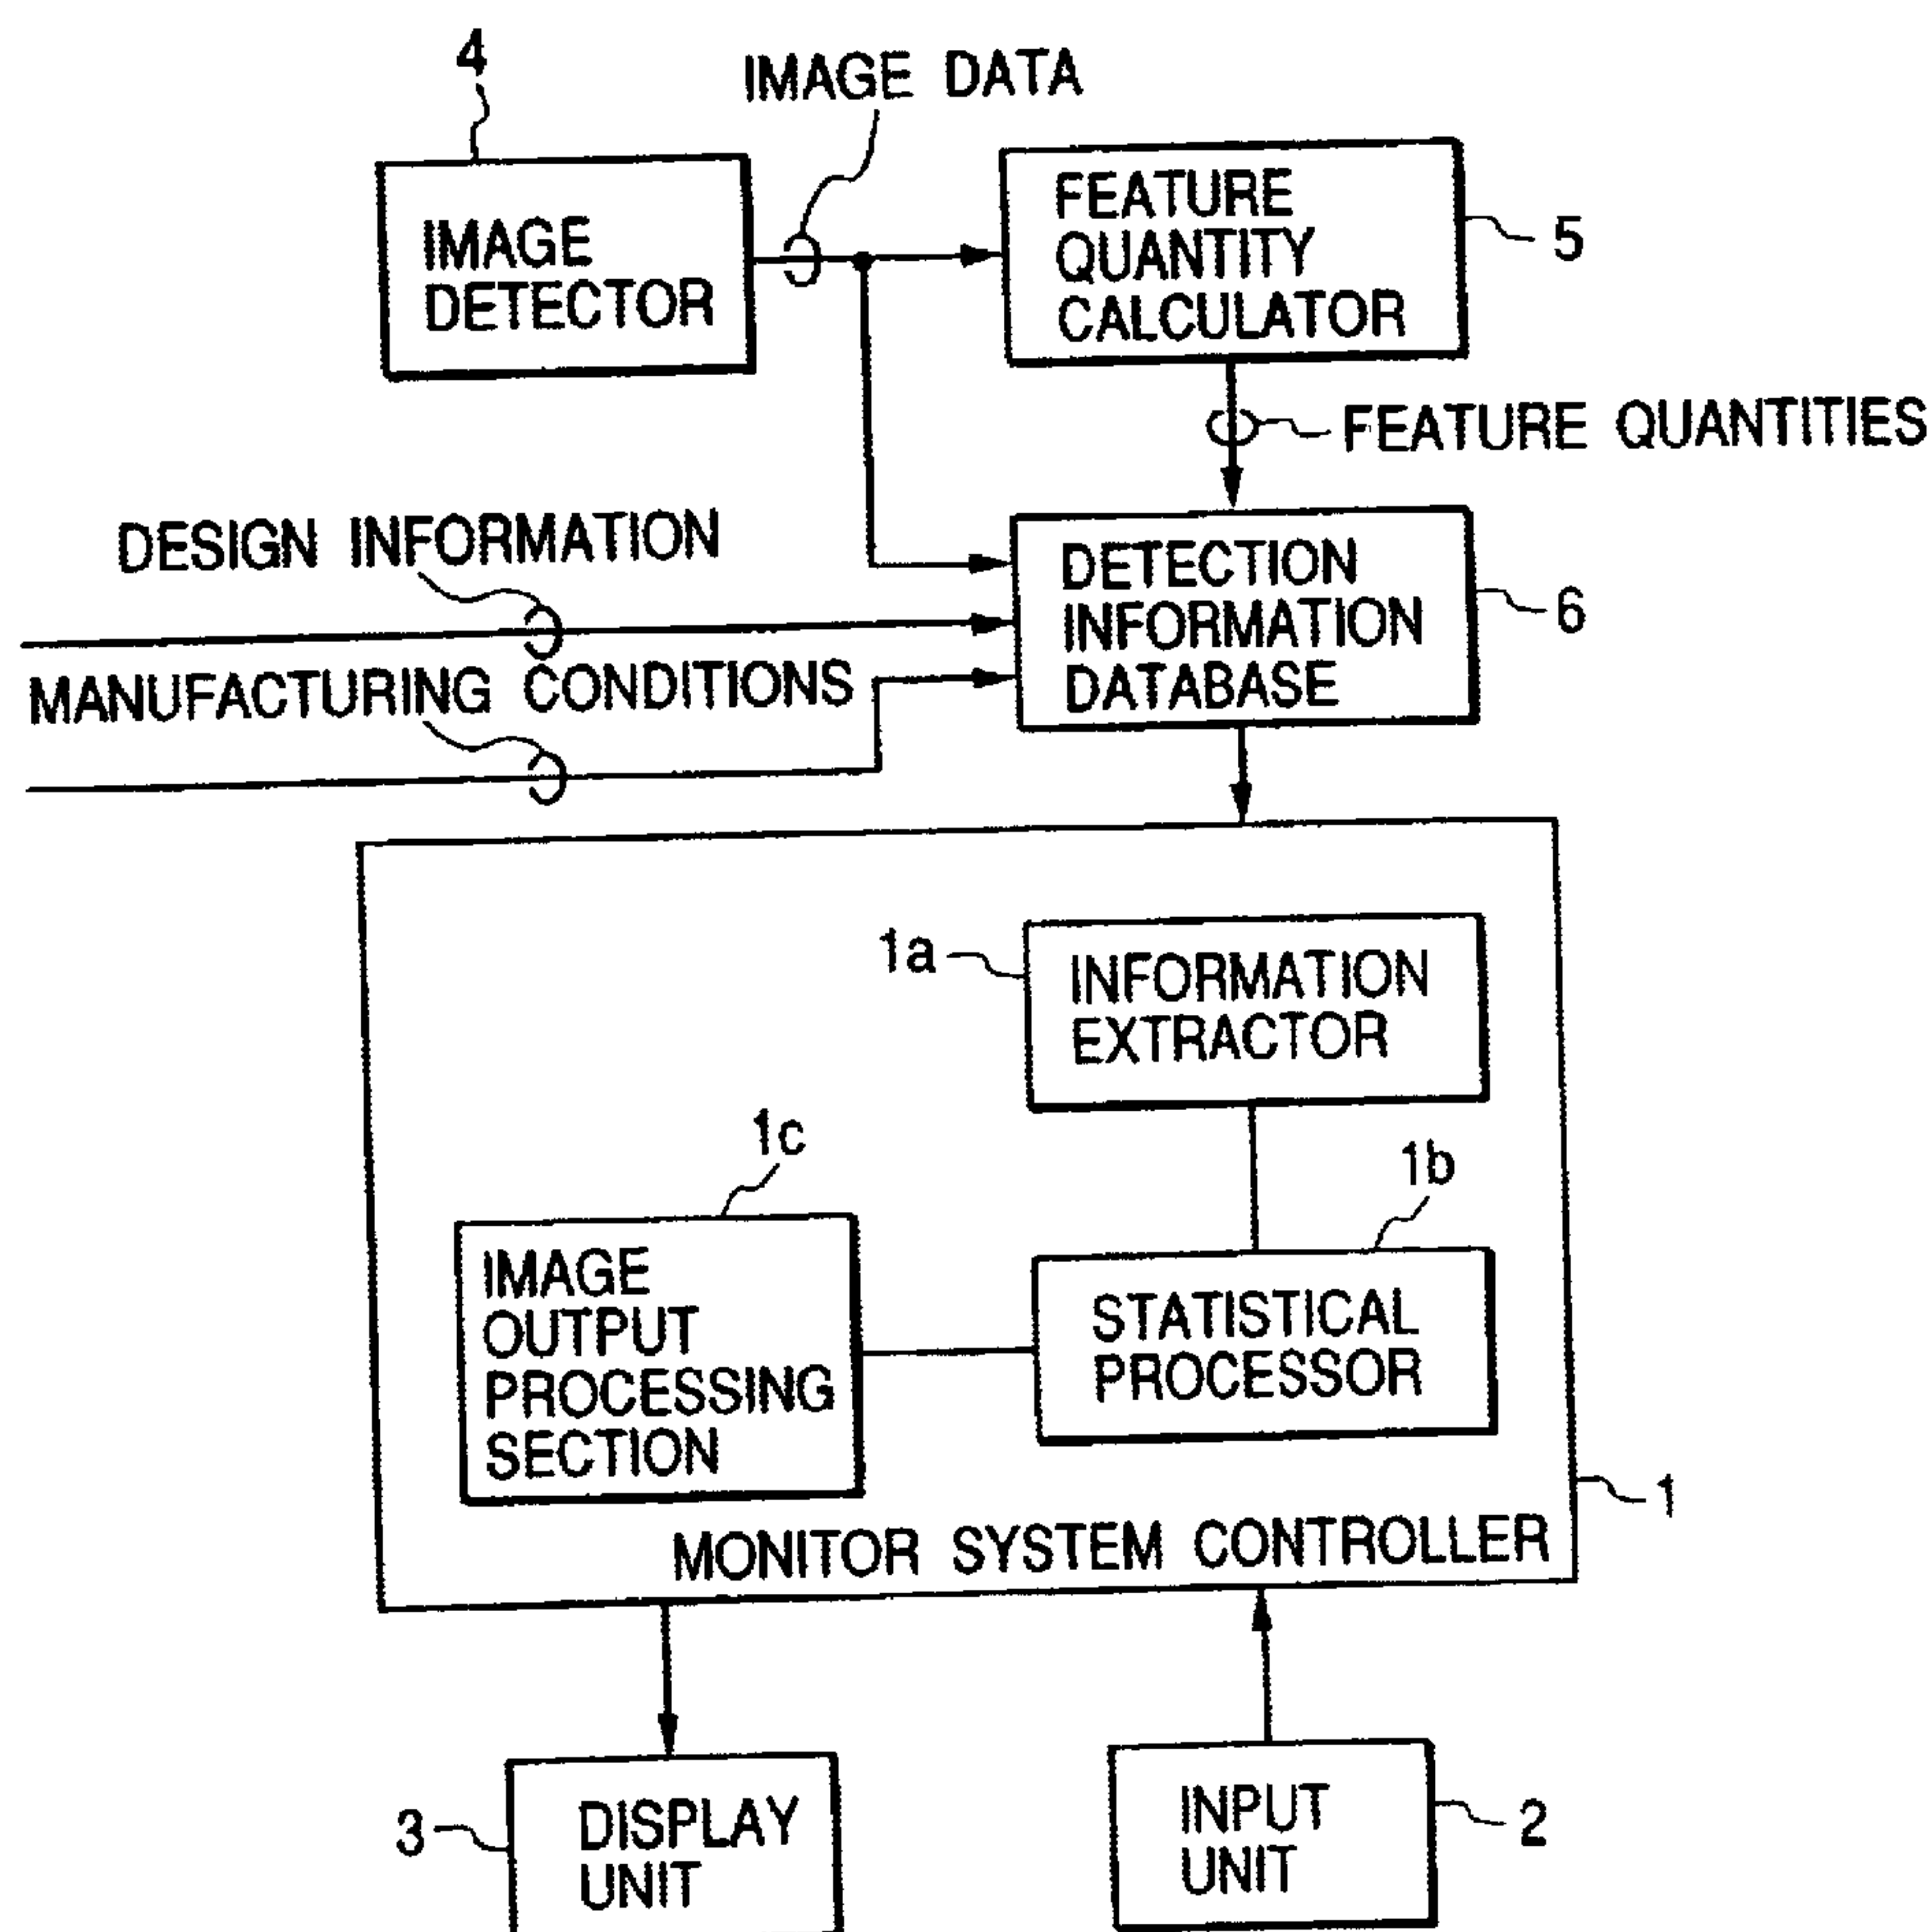 4
IMAGE DATA
IMAGE
DETECTOR
FEATURE
QUANTITY
CALCULATOR
5
FEATURE QUANTITIES
DESIGN INFORMATION
MANUFACTURING CONDITIONS
DETECTION
INFORMATION
DATABASE
6
1a
INFORMATION
EXTRACTOR
1c
1b
IMAGE
OUTPUT
PROCESSING
SECTION
STATISTICAL
PROCESSOR
1
MONITOR SYSTEM CONTROLLER
3
DISPLAY
UNIT
INPUT
UNIT
2